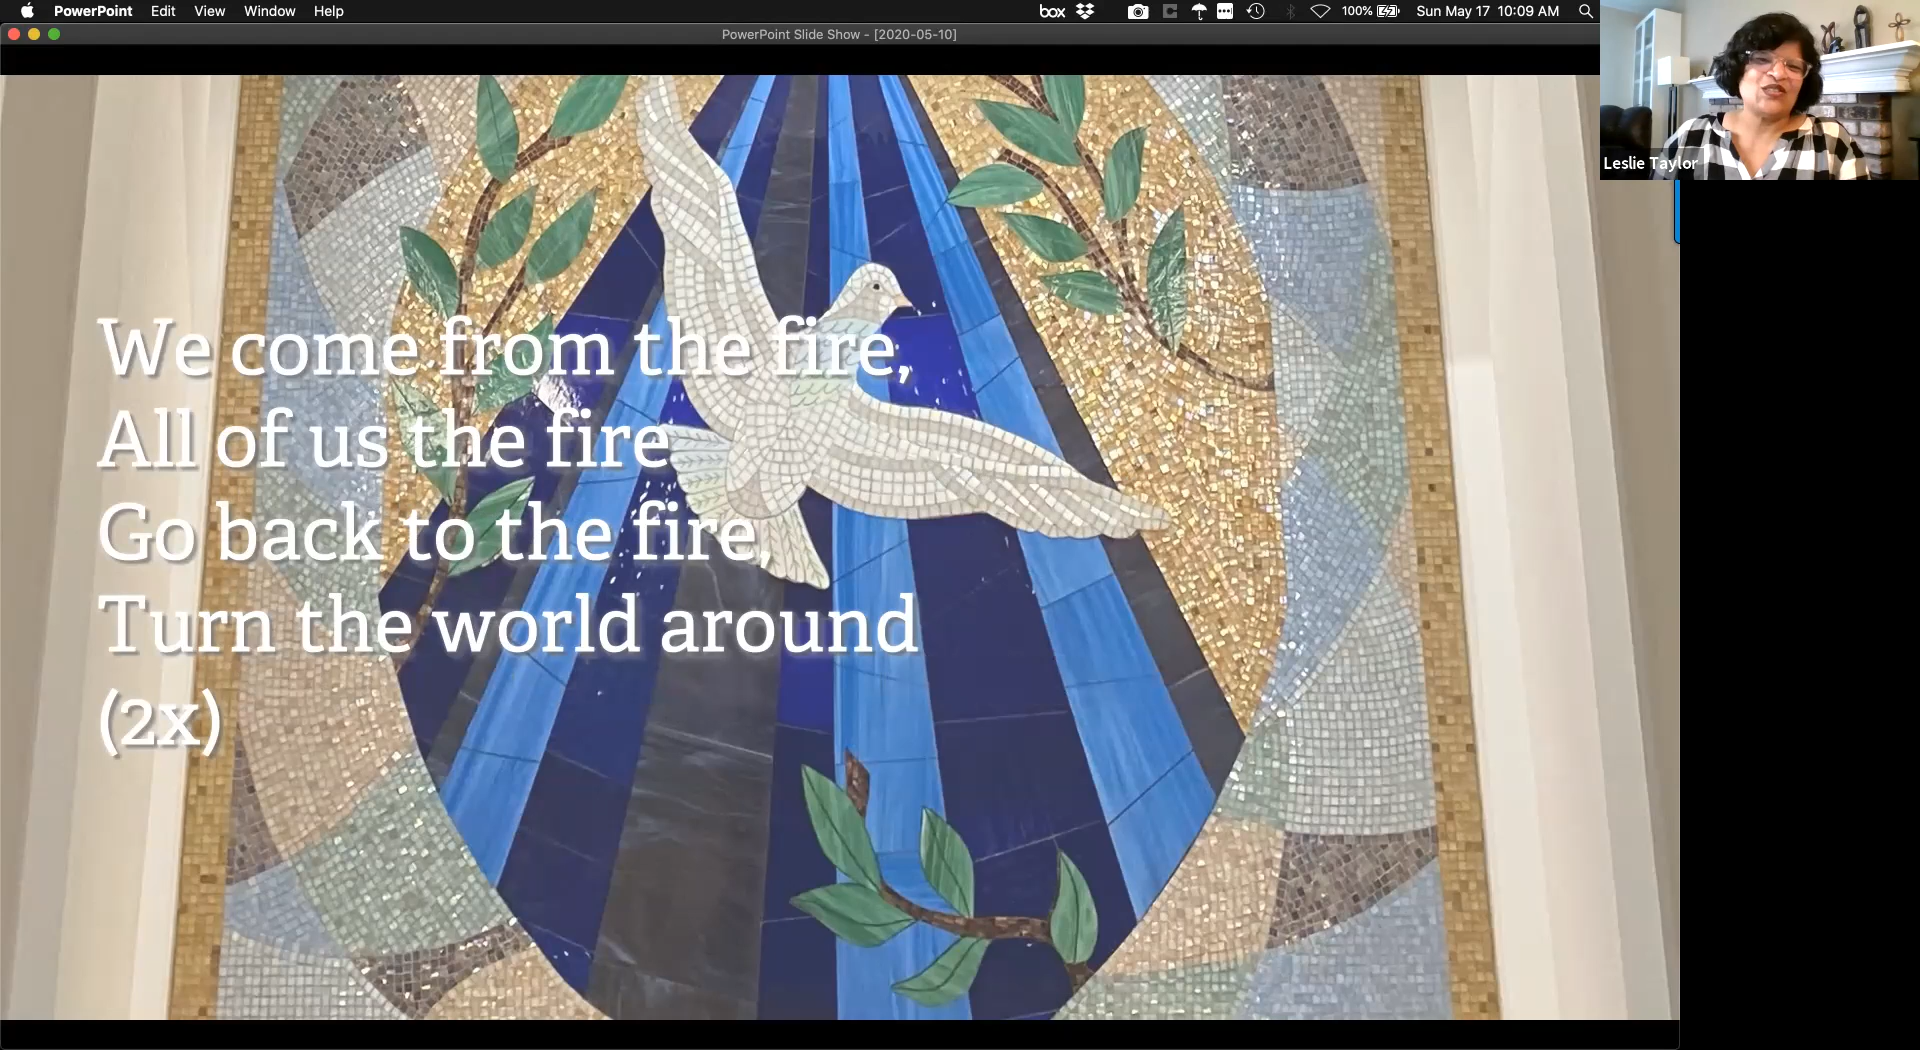 PowerPoint Edit View Window Help box 100% Sun May 17 10:09 AM
PowerPoint Slide Show - [2020-05-10]
Leslie Taylor
We come from the fire,
All of us the fire
Go back to the fire,
Turn the world around
(2x)